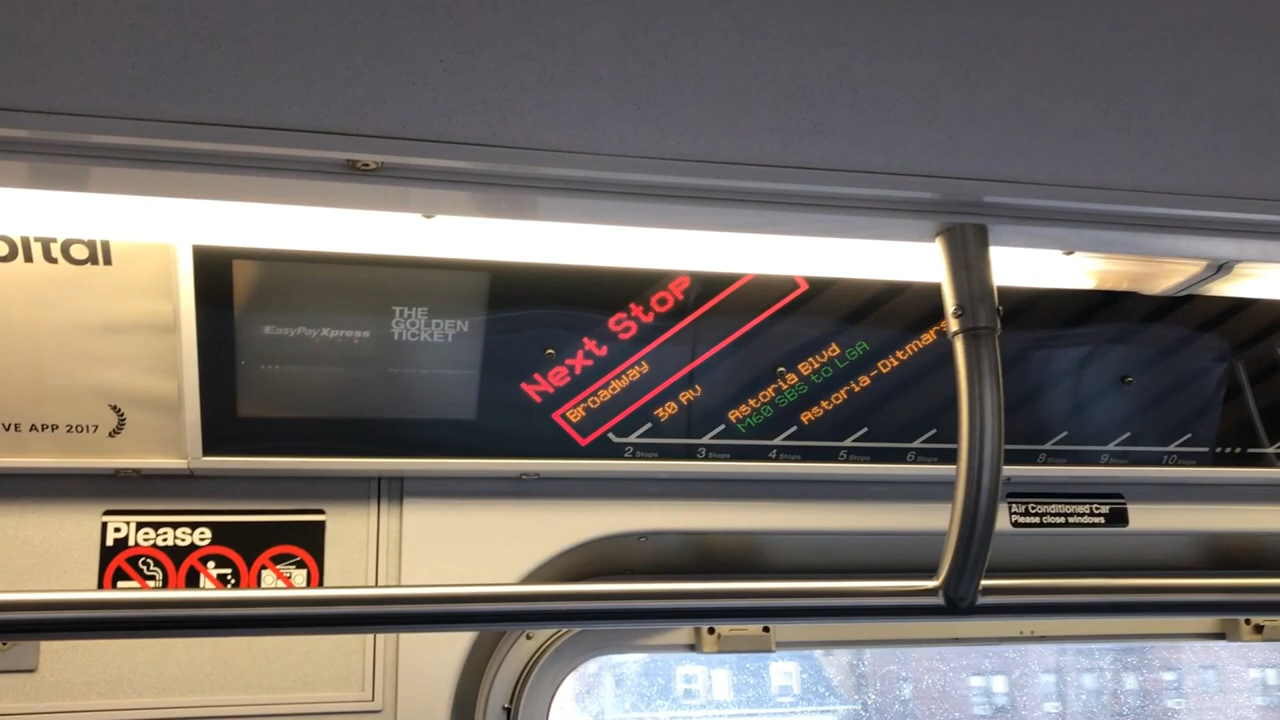 pital
VE APP 2017
EasyPayXpress
THE
GOLDEN
TICKET
Next Stop
Broadway
30 Av
Astoria Blvd
M60 SBS to LGA
Astoria-Ditmars
2 Stops
3 Stops
4 Stops
5 Stops
6 Stops
8 Stops
9 Stops
10 Stops
Please
Air Conditioned Car
Please close windows